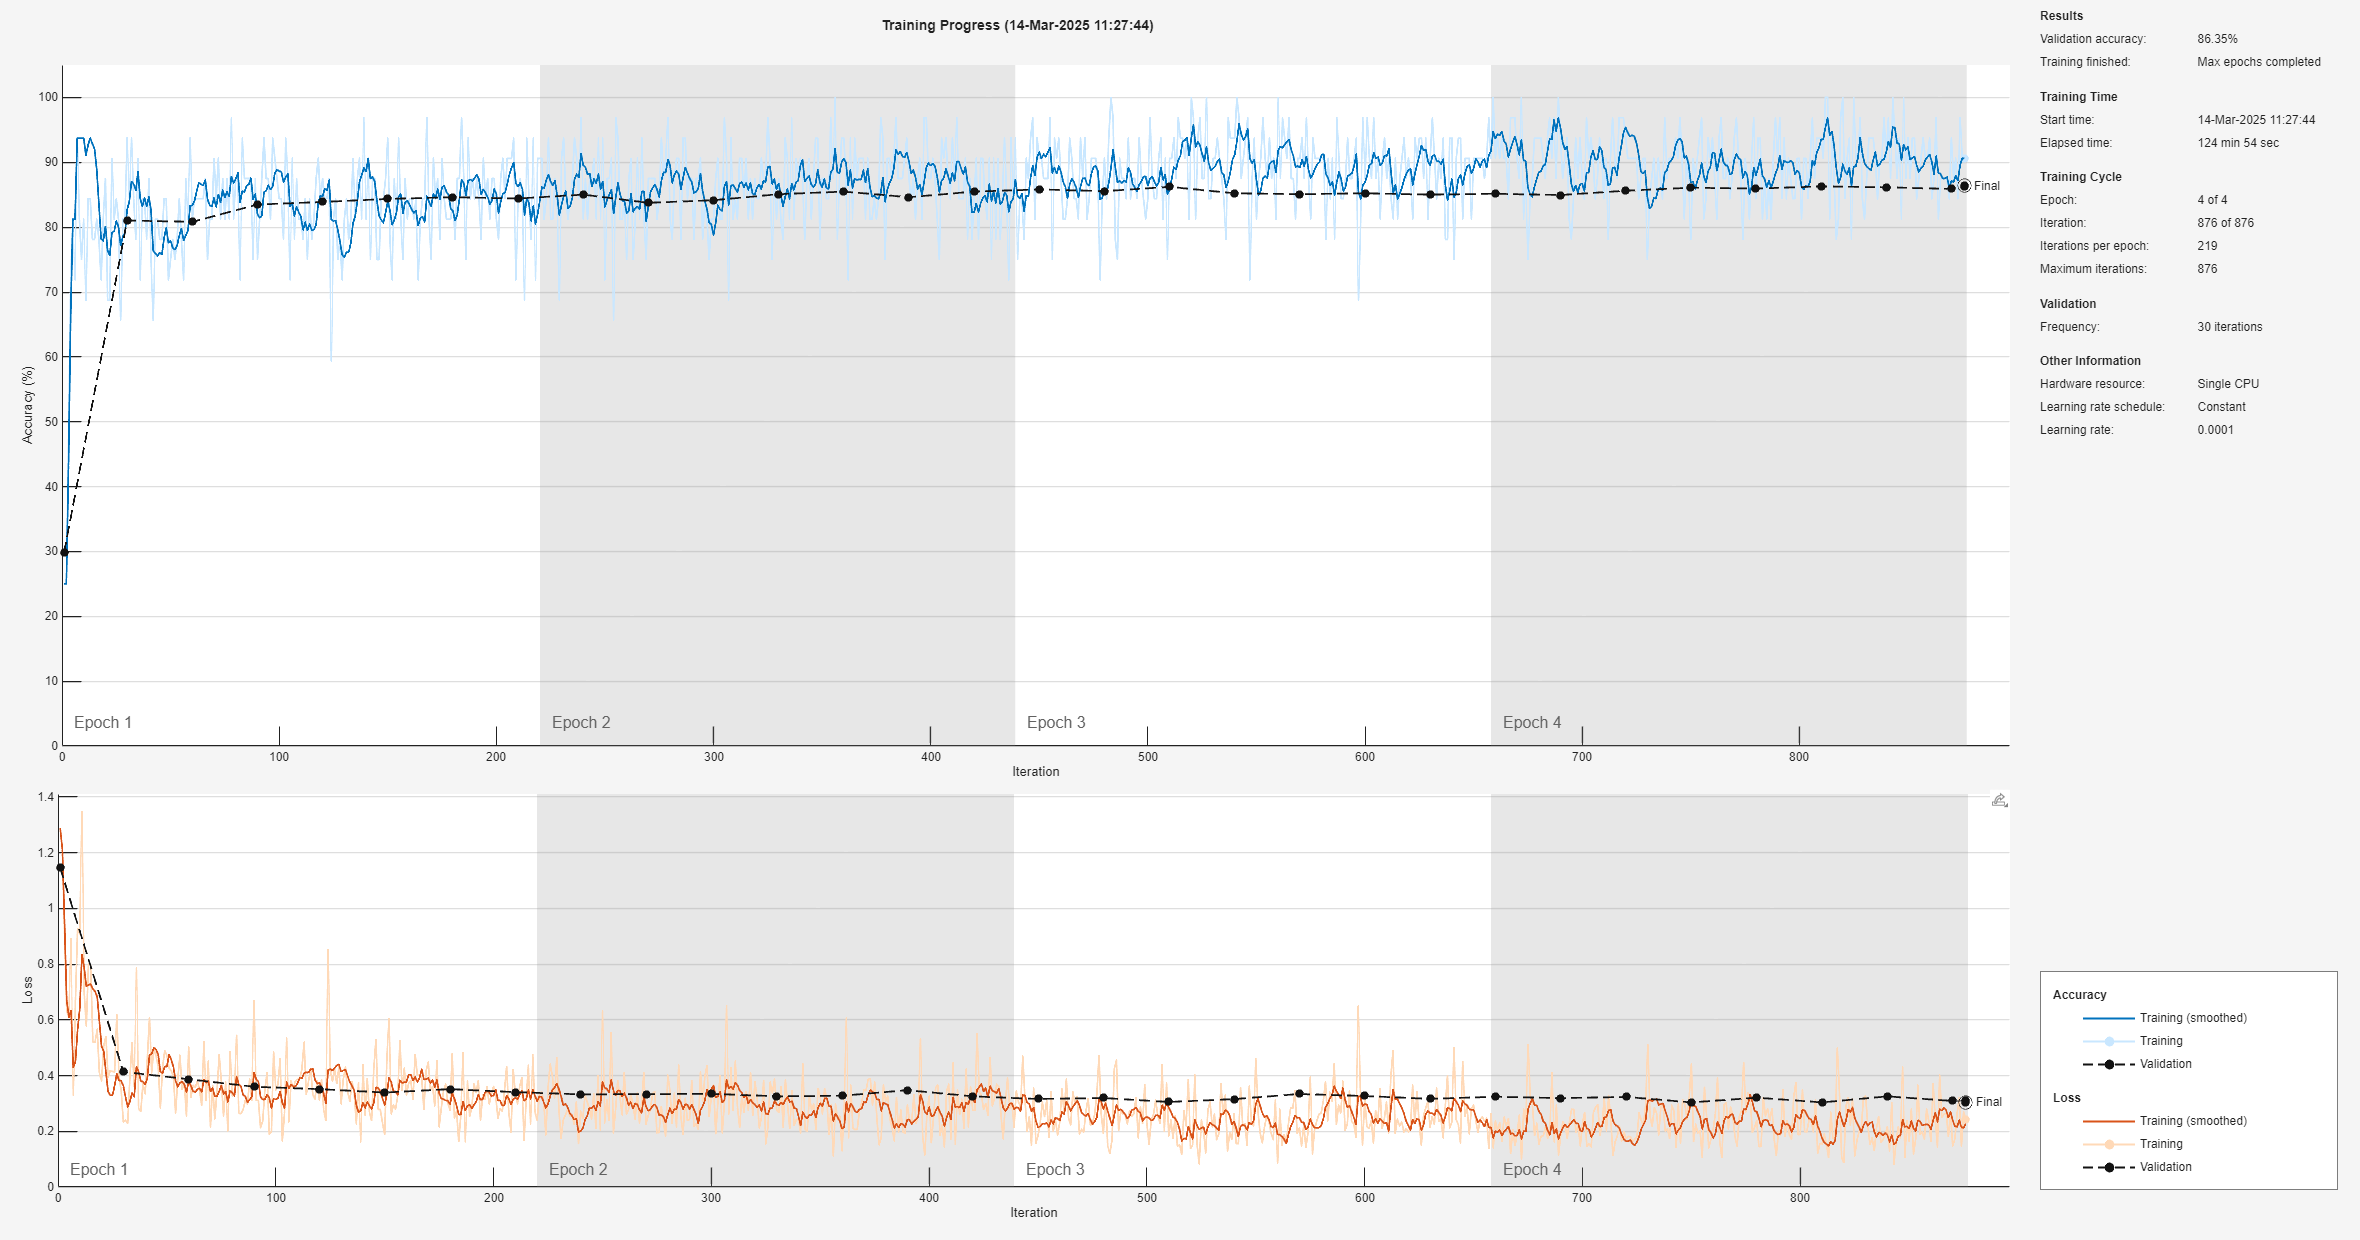 Training Progress (14-Mar-2025 11:27:44)
100
90
80
70
60
50
40
30
20
10
0
Accuracy (%)
Epoch 1
Epoch 2
Epoch 3
Epoch 4
Final
0
100
200
300
400
500
600
700
800
Iteration
1.4
1.2
1
0.8
0.6
0.4
0.2
0
Loss
Epoch 1
Epoch 2
Epoch 3
Epoch 4
Final
0
100
200
300
400
500
600
700
800
Iteration
Results
Validation accuracy: 86.35%
Training finished: Max epochs completed
Training Time
Start time: 14-Mar-2025 11:27:44
Elapsed time: 124 min 54 sec
Training Cycle
Epoch: 4 of 4
Iteration: 876 of 876
Iterations per epoch: 219
Maximum iterations: 876
Validation
Frequency: 30 iterations
Other Information
Hardware resource: Single CPU
Learning rate schedule: Constant
Learning rate: 0.0001
Accuracy
Training (smoothed)
Training
Validation
Loss
Training (smoothed)
Training
Validation